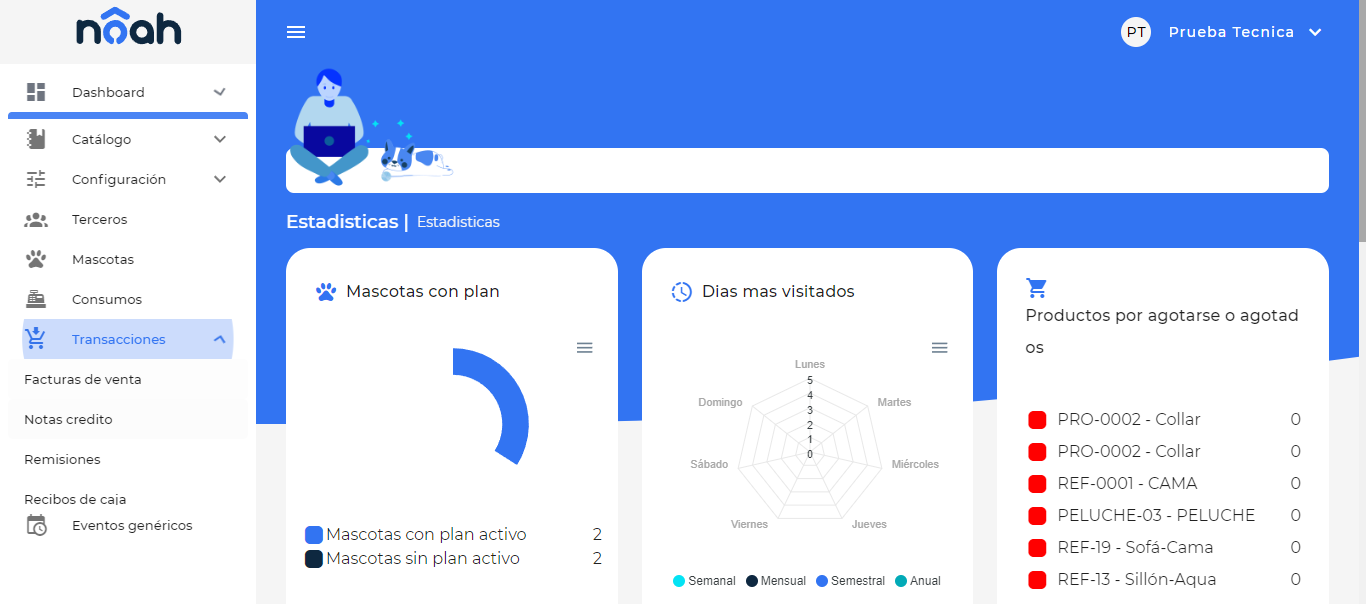 nôah
PT
Prueba Tecnica
Dashboard
Catálogo
Configuración
Terceros
Mascotas
Consumos
Transacciones
Facturas de venta
Notas credito
Remisiones
Recibos de caja
Eventos genéricos
Estadisticas | Estadisticas
Mascotas con plan
Mascotas con plan activo 2
Mascotas sin plan activo 2
Dias mas visitados
Lunes
5
4
3
2
1
0
Martes
Miércoles
Jueves
Viernes
Sábado
Domingo
Semanal Mensual Semestral Anual
Productos por agotarse o agotad
os
PRO-0002 - Collar 0
PRO-0002 - Collar 0
REF-0001 - CAMA 0
PELUCHE-03 - PELUCHE 0
REF-19 - Sofá-Cama 0
REF-13 - Sillón-Aqua 0